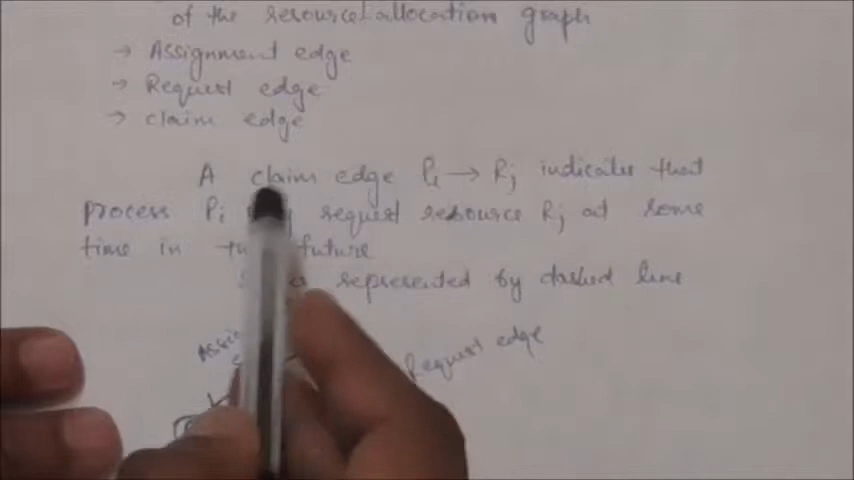 of the resource allocation graph
→ Assignment edge
→ Request edge
→ claim edge
A claim edge Pi → Rj indicates that
process Pi request resource Rj at some
time in future
represented by dashed line
Request edge